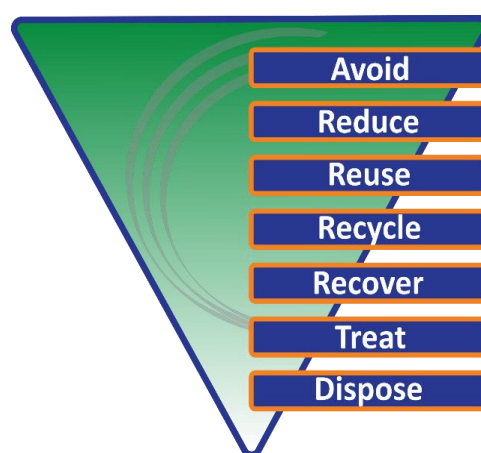 Avoid
Reduce
Reuse
Recycle
Recover
Treat
Dispose